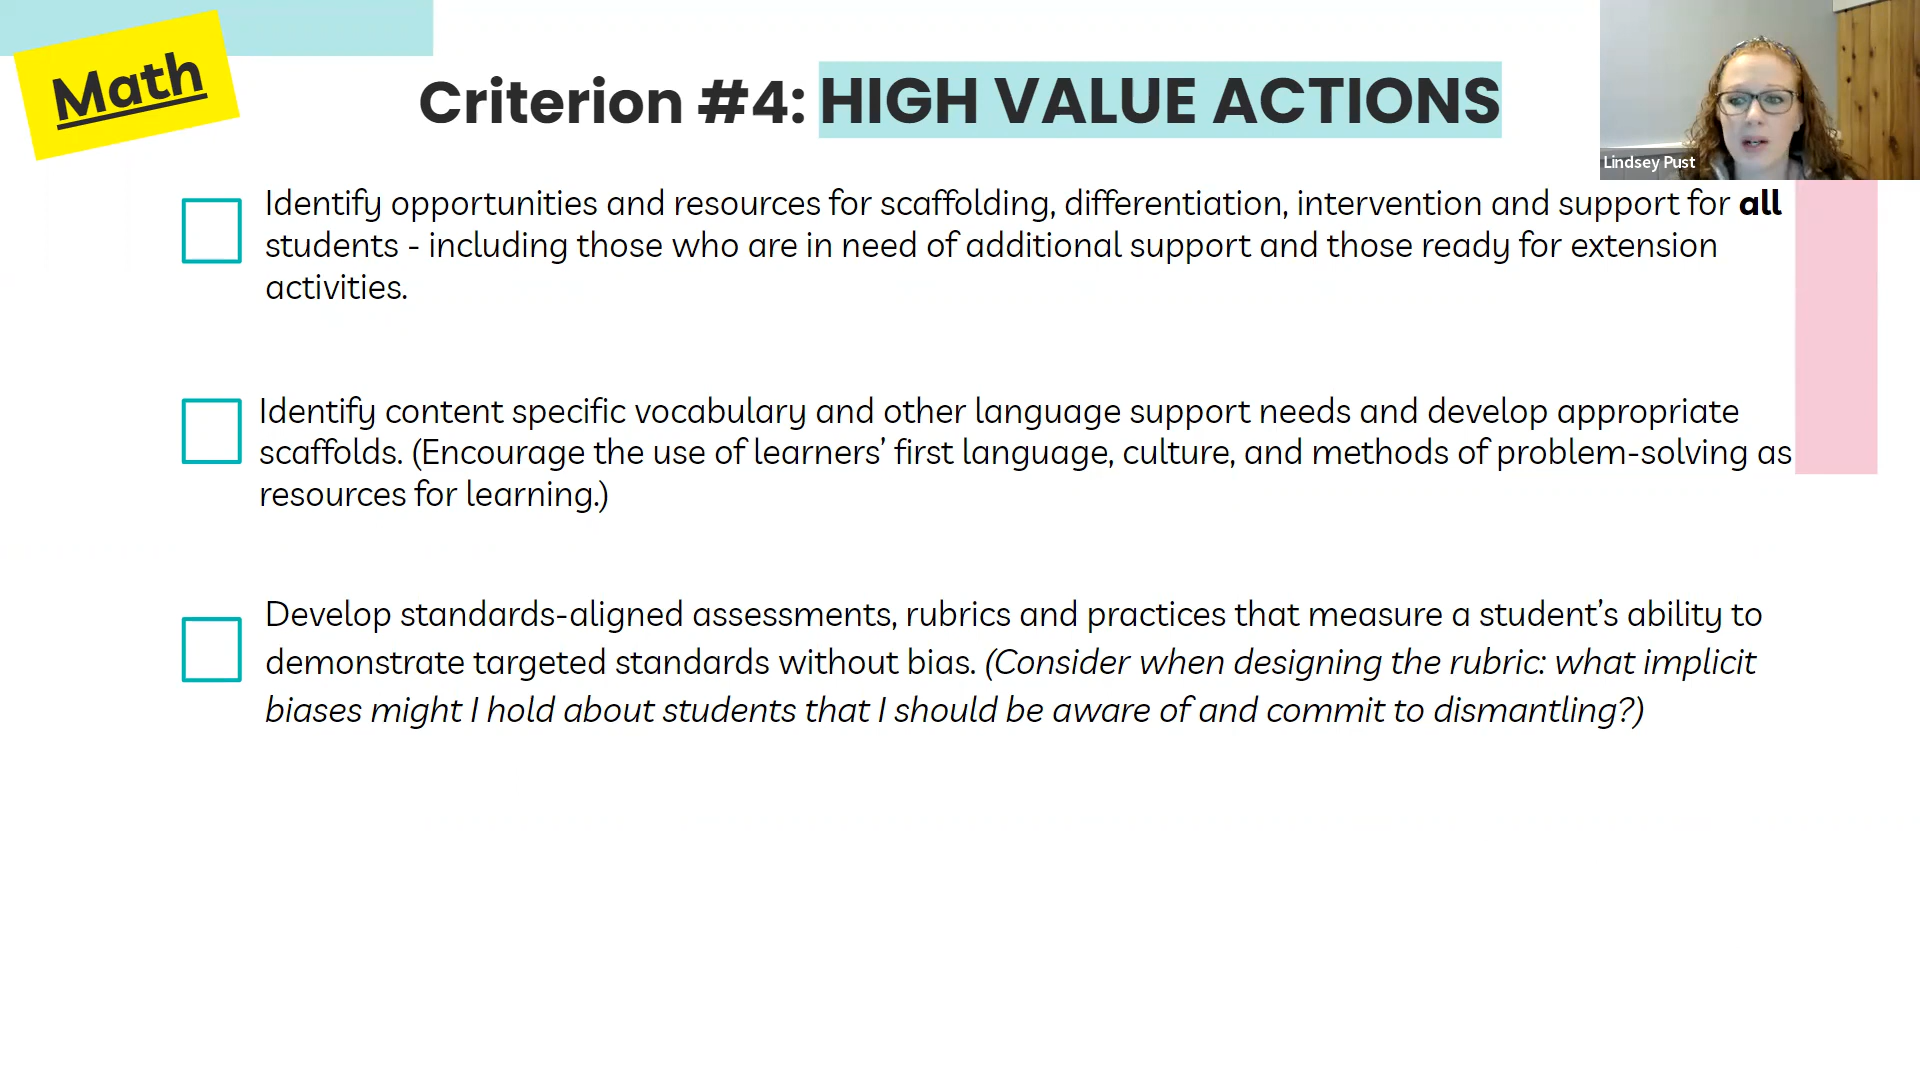 Math
Criterion #4: HIGH VALUE ACTIONS
Lindsey Pust
Identify opportunities and resources for scaffolding, differentiation, intervention and support for all
students - including those who are in need of additional support and those ready for extension
activities.
Identify content specific vocabulary and other language support needs and develop appropriate
scaffolds. (Encourage the use of learners’ first language, culture, and methods of problem-solving as
resources for learning.)
Develop standards-aligned assessments, rubrics and practices that measure a student’s ability to
demonstrate targeted standards without bias. (Consider when designing the rubric: what implicit
biases might I hold about students that I should be aware of and commit to dismantling?)